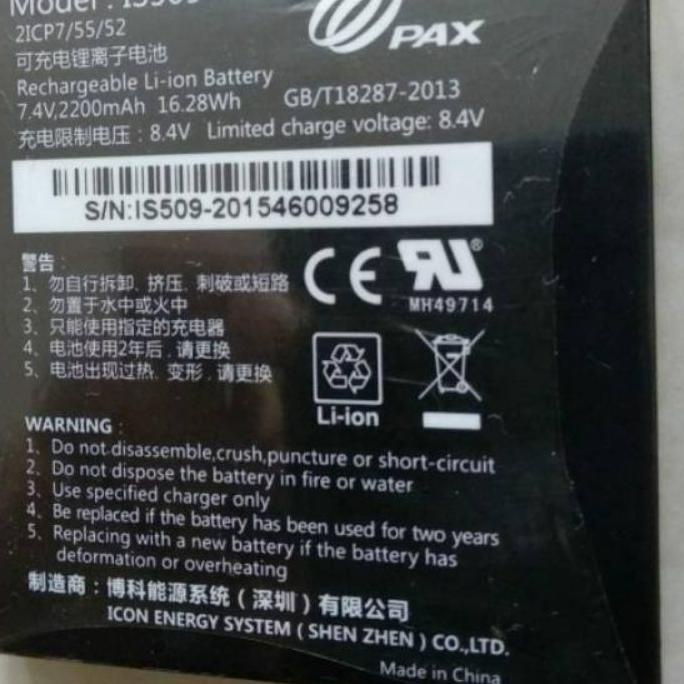 Model: IS509
PAX
2ICP7/55/52
可充电锂离子电池
Rechargeable Li-ion Battery
7.4V,2200mAh 16.28Wh GB/T18287-2013
充电限制电压：8.4V Limited charge voltage: 8.4V
S/N:IS509-201546009258
警告：
1、勿自行拆卸、挤压、刺破或短路
2、勿置于水中或火中
3、只能使用指定的充电器
4、电池使用2年后，请更换
5、电池出现过热、变形，请更换
CE RU®
MH49714
Li-ion
WARNING：
1、Do not disassemble,crush,puncture or short-circuit
2、Do not dispose the battery in fire or water
3、Use specified charger only
4、Be replaced if the battery has been used for two years
5、Replacing with a new battery if the battery has
deformation or overheating
制造商：博科能源系统（深圳）有限公司
ICON ENERGY SYSTEM（SHEN ZHEN）CO.,LTD.
Made in China